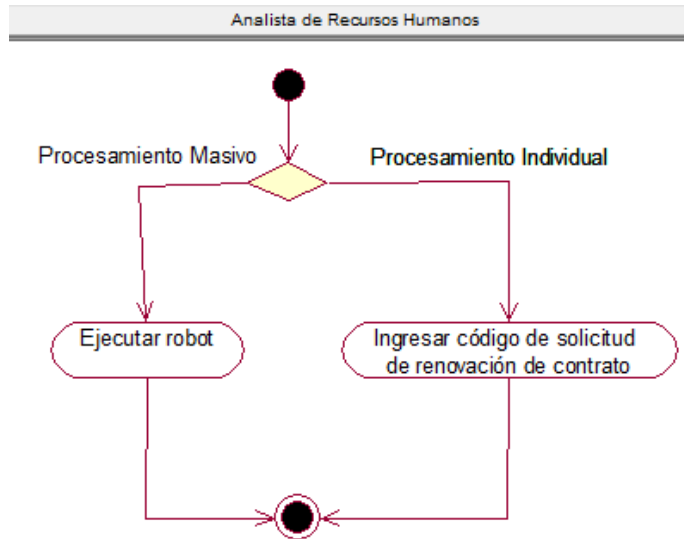 Analista de Recursos Humanos
Procesamiento Masivo
Procesamiento Individual
Ejecutar robot
Ingresar código de solicitud
de renovación de contrato